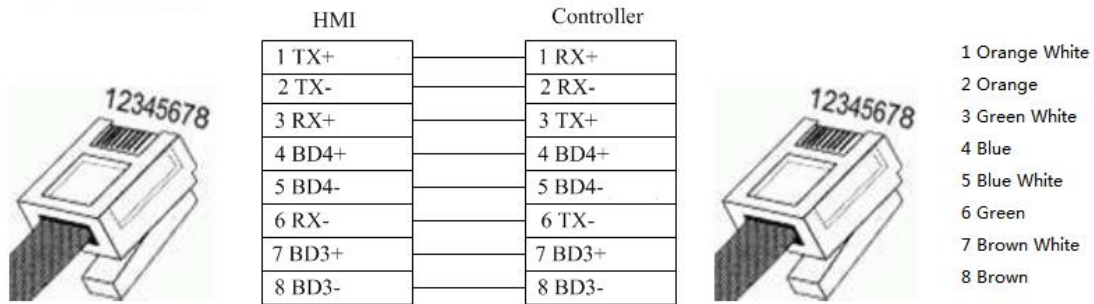 HMI Controller
12345678
1 TX+ 1 RX+
2 TX- 2 RX-
3 RX+ 3 TX+
4 BD4+ 4 BD4+
5 BD4- 5 BD4-
6 RX- 6 TX-
7 BD3+ 7 BD3+
8 BD3- 8 BD3-
12345678
1 Orange White
2 Orange
3 Green White
4 Blue
5 Blue White
6 Green
7 Brown White
8 Brown